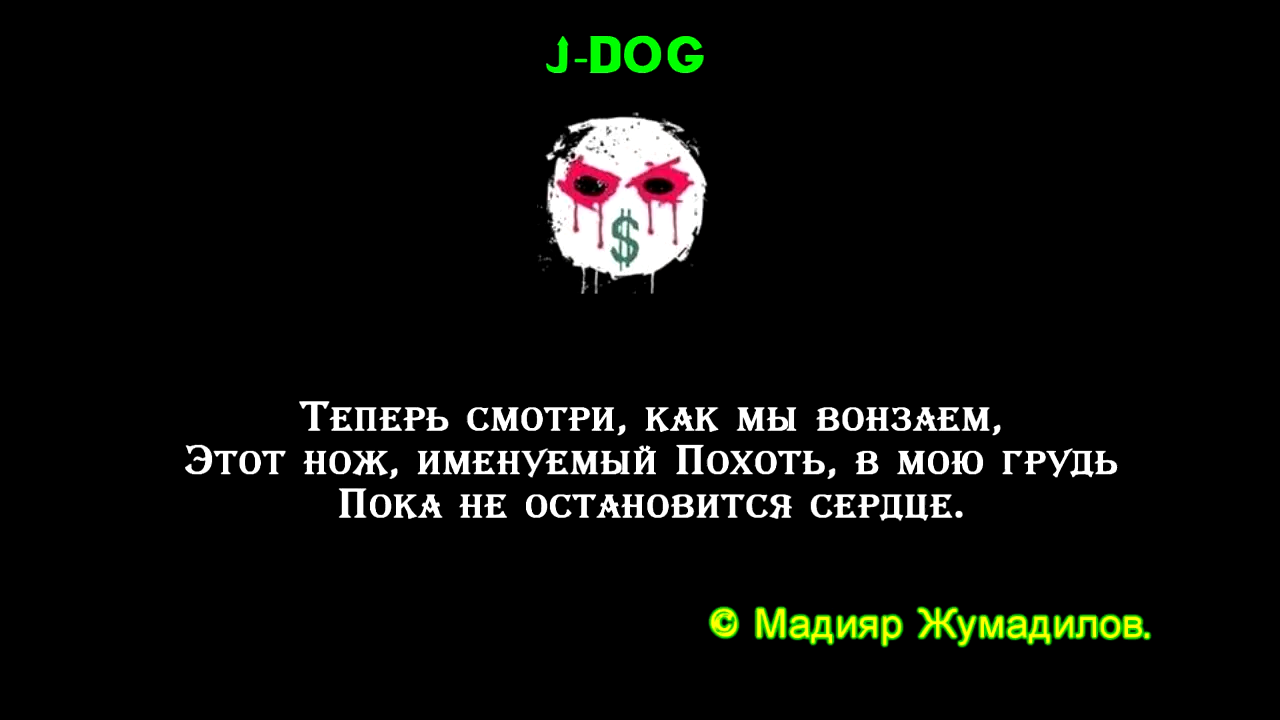 J-DOG
$
Теперь смотри, как мы вонзаем,
Этот нож, именуемый Похоть, в мою грудь
Пока не остановится сердце.
© Мадияр Жумадилов.